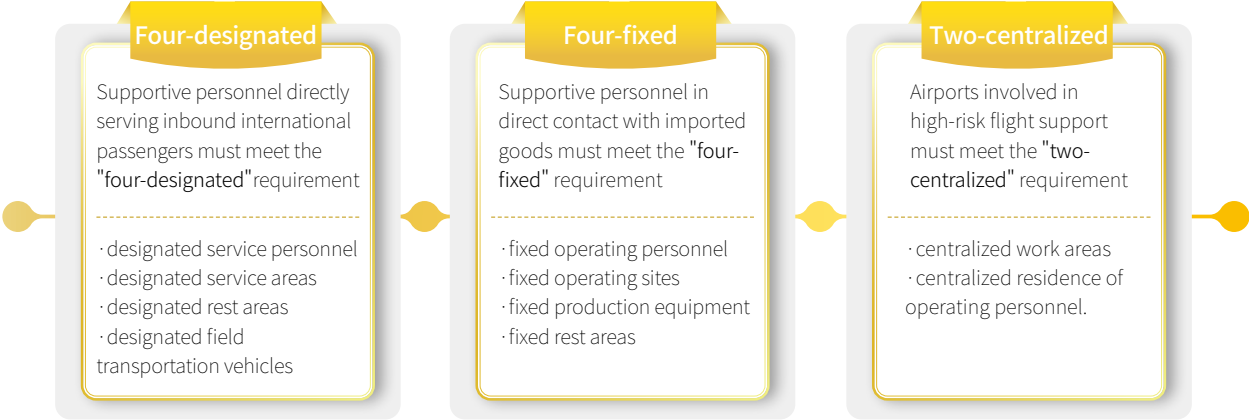 Four-designated
Supportive personnel directly
serving inbound international
passengers must meet the
"four-designated"requirement
·designated service personnel
·designated service areas
·designated rest areas
·designated field
transportation vehicles
Four-fixed
Supportive personnel in
direct contact with imported
goods must meet the "four-
fixed" requirement
·fixed operating personnel
·fixed operating sites
·fixed production equipment
·fixed rest areas
Two-centralized
Airports involved in
high-risk flight support
must meet the "two-
centralized" requirement
·centralized work areas
·centralized residence of
operating personnel.